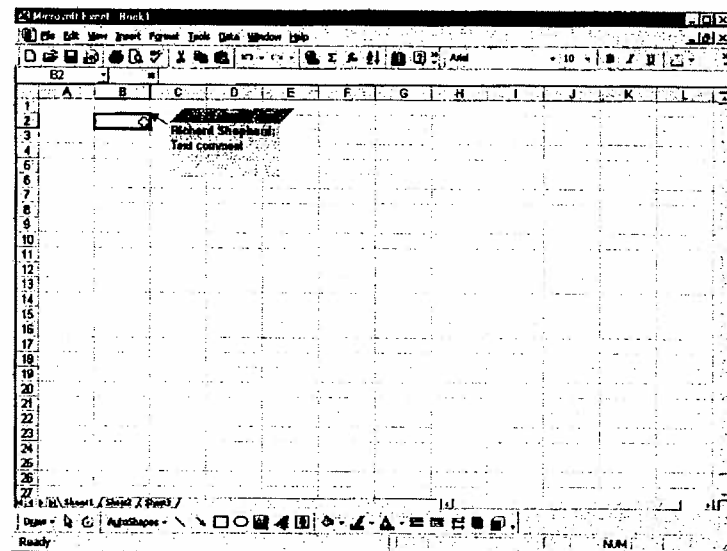 Microsoft Excel - Book1
File Edit View Insert Format Tools Data Window Help
Arial 10 B I U
B2 =
A B C D E F G H I J K L
1
2
Richard Shepherd:
3
Text comment
4
5
6
7
8
9
10
11
12
13
14
15
16
17
18
19
20
21
22
23
24
25
26
27
Sheet1 Sheet2 Sheet3
Draw AutoShapes
Ready NUM